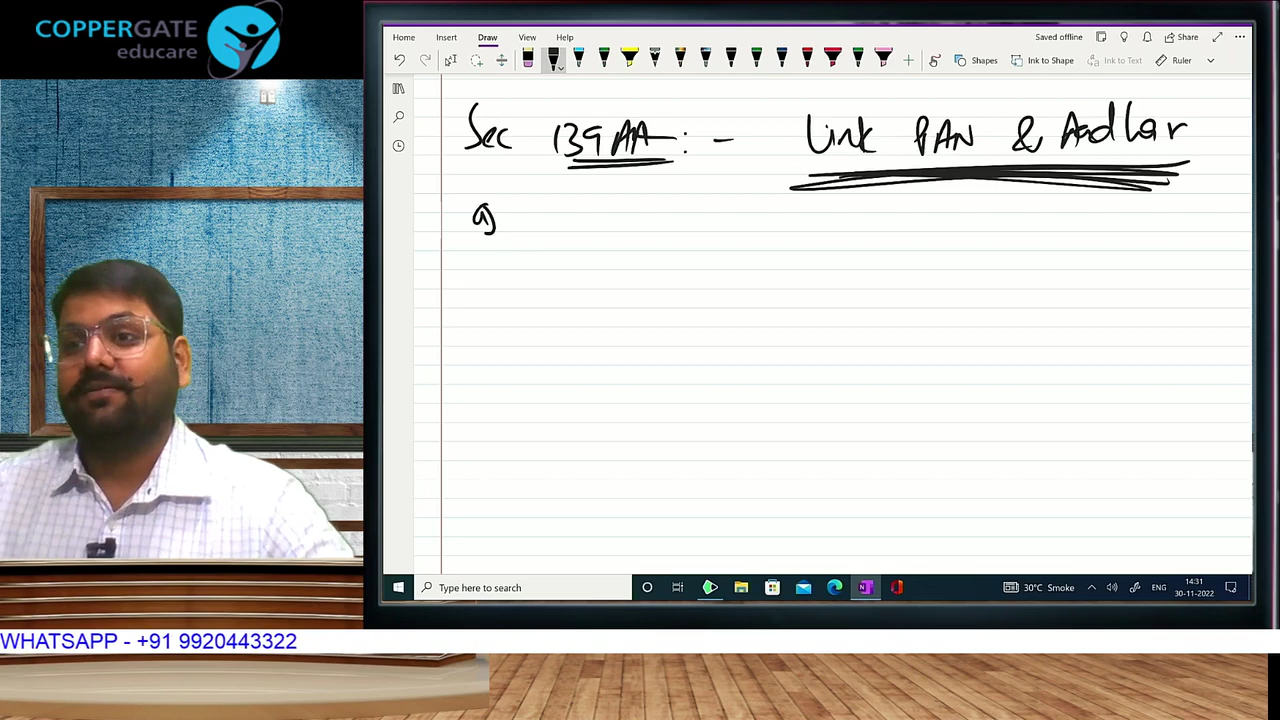 COPPERGATE
educare
Home Insert Draw View Help
Saved offline Share
Shapes Ink to Shape Ink to Text Ruler
Sec 139AA :- Link PAN & Aadhar
a)
Type here to search
30°C Smoke ENG 14:31
30-11-2022
WHATSAPP - +91 9920443322